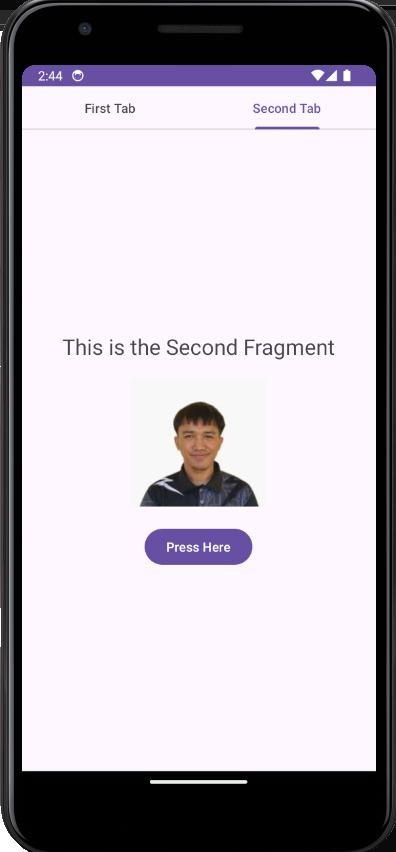 2:44
First Tab Second Tab
This is the Second Fragment
Press Here